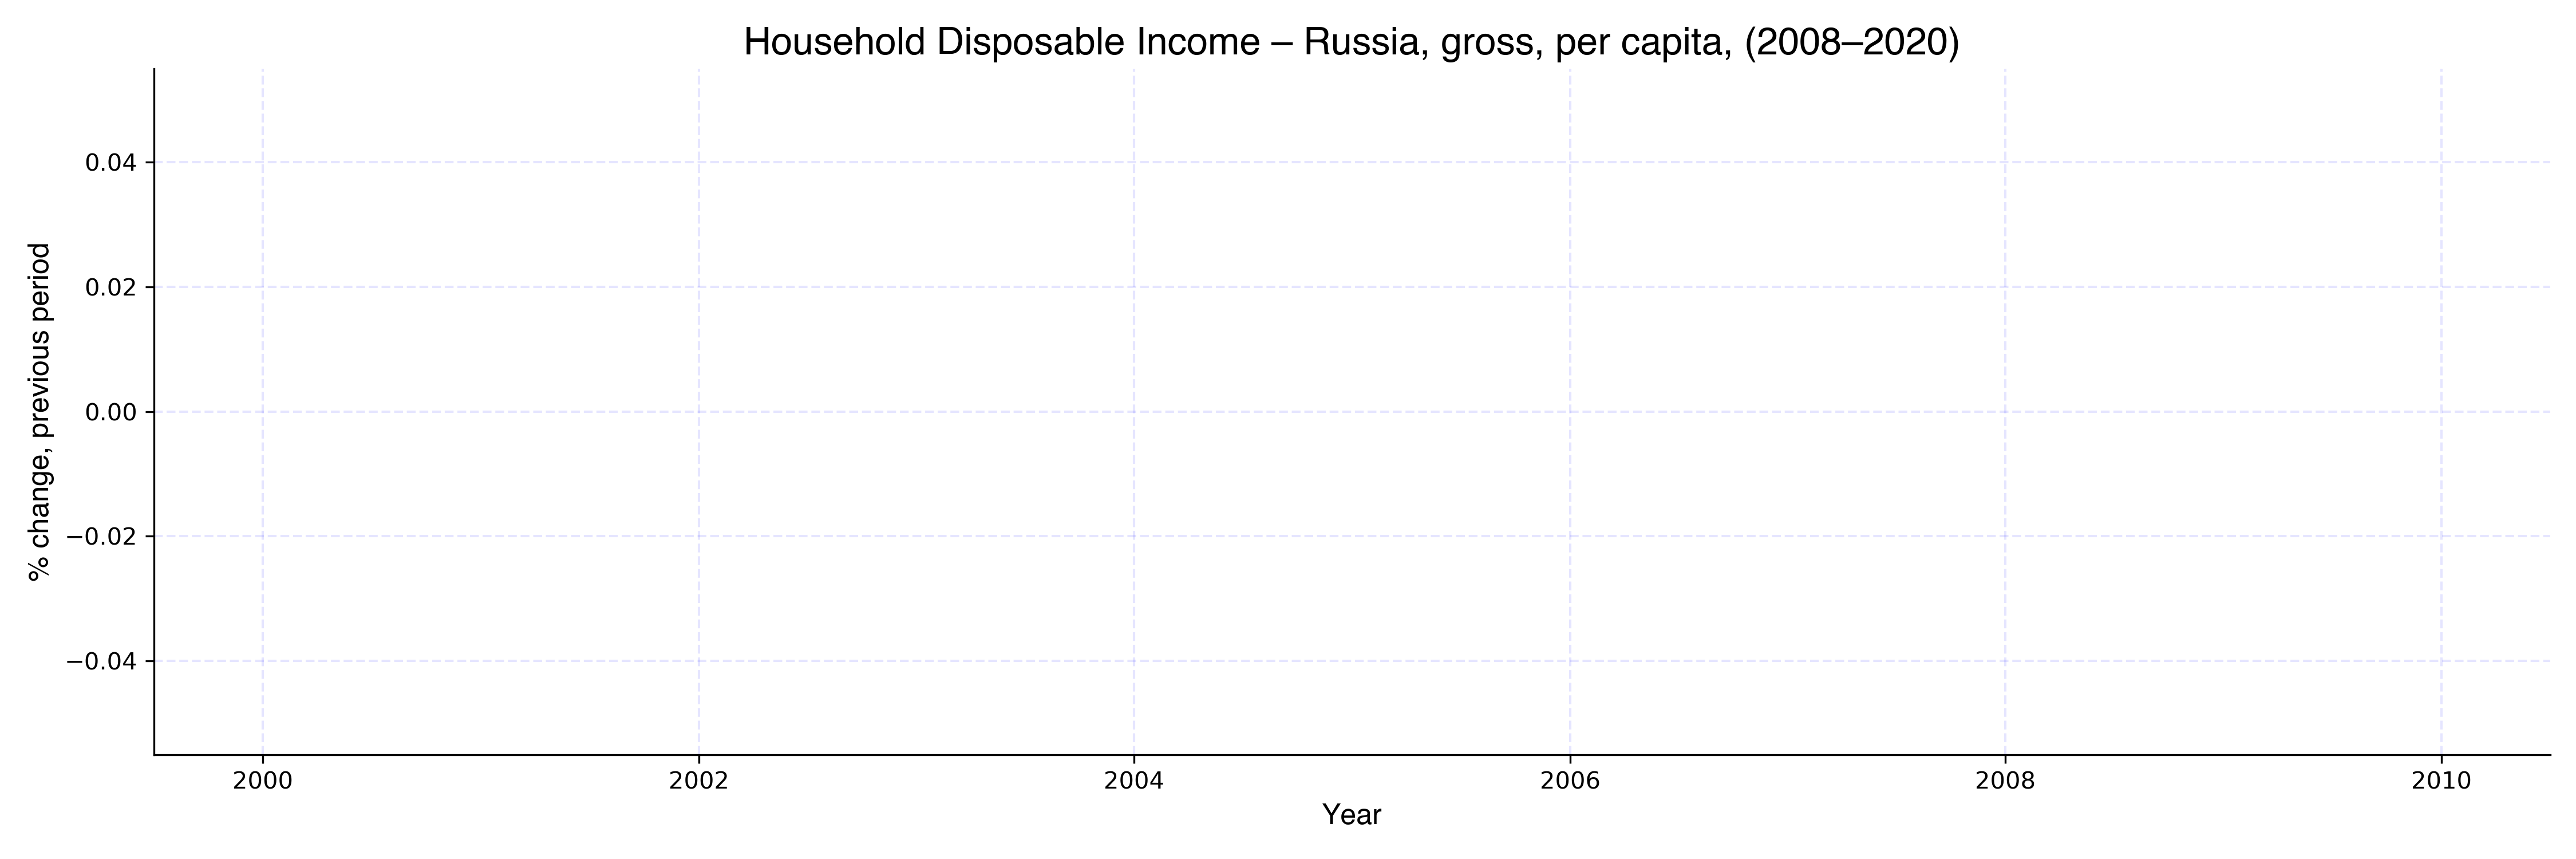 Household Disposable Income – Russia, gross, per capita, (2008–2020)
% change, previous period
0.04
0.02
0.00
−0.02
−0.04
2000 2002 2004 2006 2008 2010
Year